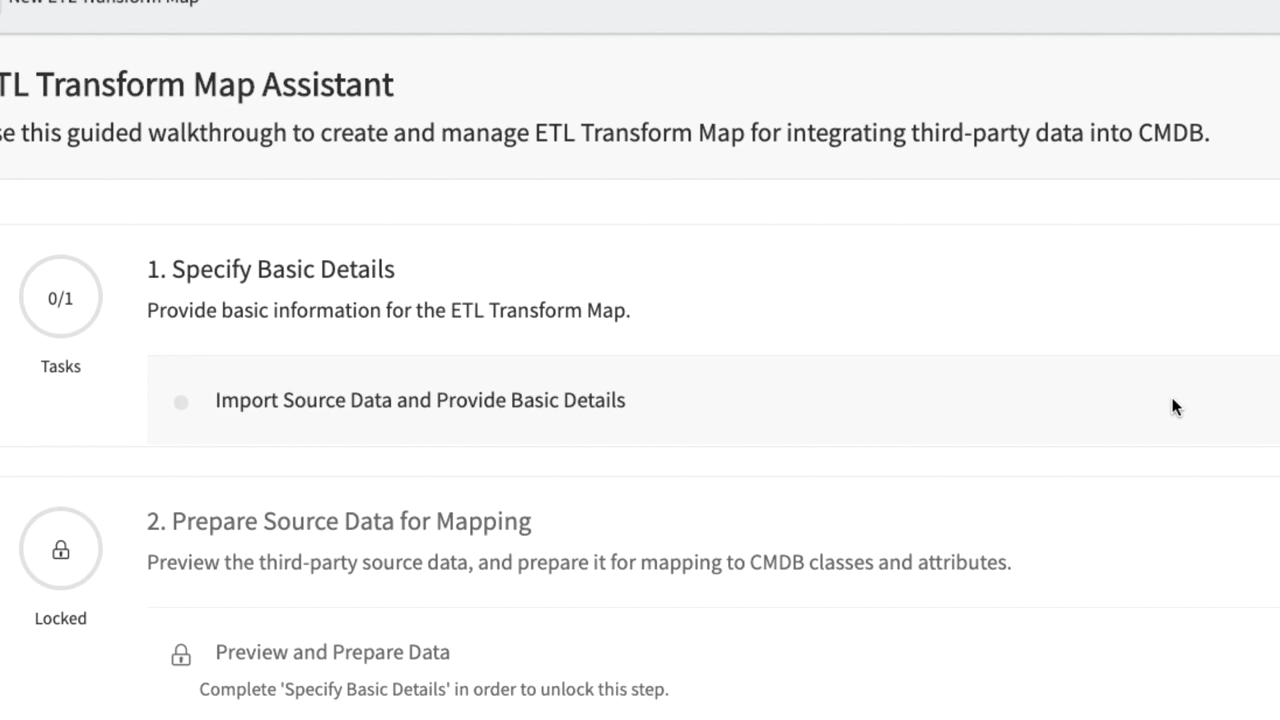 New ETL Transform Map
TL Transform Map Assistant
se this guided walkthrough to create and manage ETL Transform Map for integrating third-party data into CMDB.
0/1
Tasks
1. Specify Basic Details
Provide basic information for the ETL Transform Map.
Import Source Data and Provide Basic Details
Locked
2. Prepare Source Data for Mapping
Preview the third-party source data, and prepare it for mapping to CMDB classes and attributes.
Preview and Prepare Data
Complete 'Specify Basic Details' in order to unlock this step.